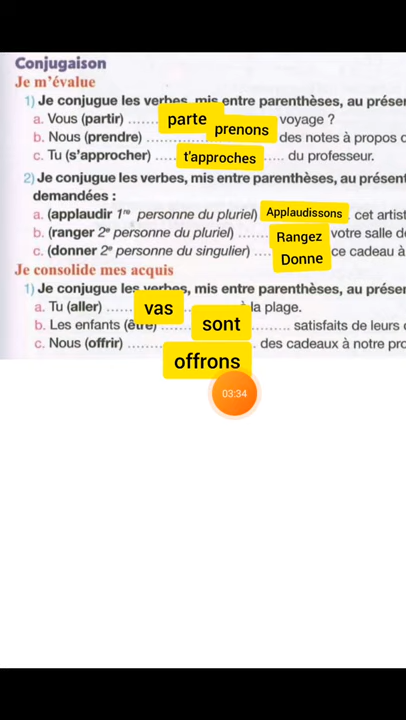 Conjugaison
Je m'évalue
1) Je conjugue les verbes, mis entre parenthèses, au présen
a. Vous (partir) ...... parte voyage ?
b. Nous (prendre) ...... prenons des notes à propos d
c. Tu (s'approcher) ..... t'approches ..... du professeur.
2) Je conjugue les verbes, mis entre parenthèses, au présent
demandées :
a. (applaudir 1re personne du pluriel) Applaudissons cet artist
b. (ranger 2e personne du pluriel) ....... Rangez votre salle d
c. (donner 2e personne du singulier) .... Donne ce cadeau à
Je consolide mes acquis
1) Je conjugue les verbes, mis entre parenthèses, au présen
a. Tu (aller) ...... vas à la plage.
b. Les enfants (être) ...... sont ......... satisfaits de leurs
c. Nous (offrir) ........ offrons . des cadeaux à notre pro
03:34